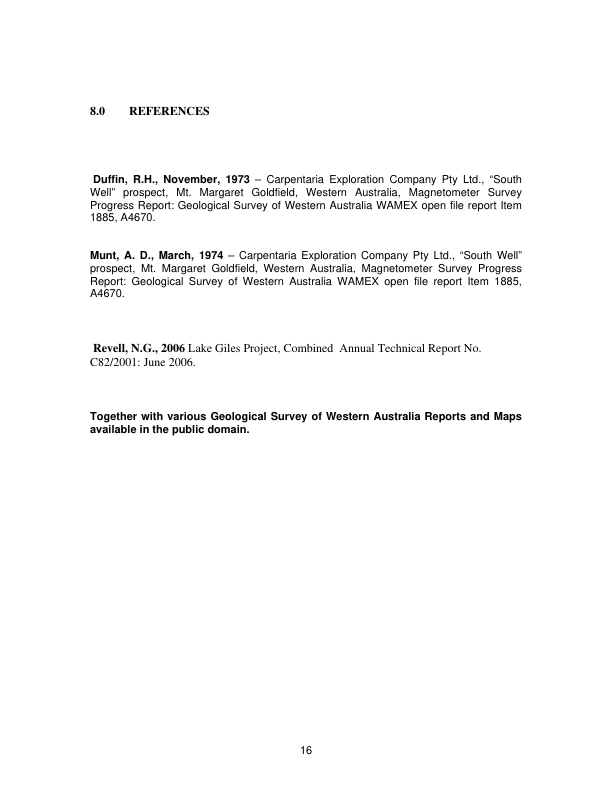 8.0 REFERENCES
Duffin, R.H., November, 1973 – Carpentaria Exploration Company Pty Ltd., “South
Well” prospect, Mt. Margaret Goldfield, Western Australia, Magnetometer Survey
Progress Report: Geological Survey of Western Australia WAMEX open file report Item
1885, A4670.
Munt, A. D., March, 1974 – Carpentaria Exploration Company Pty Ltd., “South Well”
prospect, Mt. Margaret Goldfield, Western Australia, Magnetometer Survey Progress
Report: Geological Survey of Western Australia WAMEX open file report Item 1885,
A4670.
Revell, N.G., 2006 Lake Giles Project, Combined  Annual Technical Report No.
C82/2001: June 2006.
Together with various Geological Survey of Western Australia Reports and Maps
available in the public domain.
16